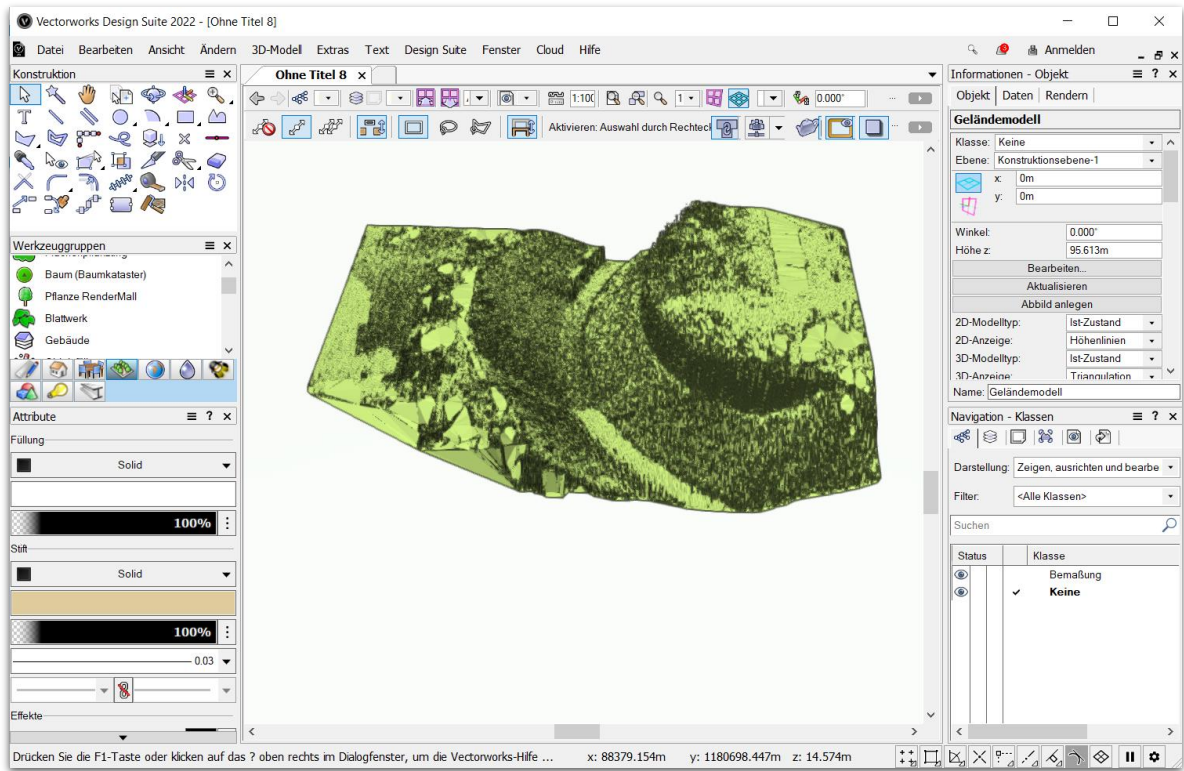 Vectorworks Design Suite 2022 - [Ohne Titel 8]
Datei Bearbeiten Ansicht Ändern 3D-Modell Extras Text Design Suite Fenster Cloud Hilfe Anmelden
Konstruktion
Ohne Titel 8
1:100
1
0.000°
Aktivieren: Auswahl durch Rechteck
Werkzeuggruppen
Baum (Baumkataster)
Pflanze RenderMall
Blattwerk
Gebäude
Attribute
Füllung
Solid
100%
Stift
Solid
100%
0.03
Effekte
Informationen - Objekt
Objekt Daten Rendern
Geländemodell
Klasse: Keine
Ebene: Konstruktionsebene-1
x: 0m
y: 0m
Winkel: 0.000°
Höhe z: 95.613m
Bearbeiten...
Aktualisieren
Abbild anlegen
2D-Modelltyp: Ist-Zustand
2D-Anzeige: Höhenlinien
3D-Modelltyp: Ist-Zustand
3D-Anzeige: Triangulation
Name: Geländemodell
Navigation - Klassen
Darstellung: Zeigen, ausrichten und bearbe
Filter: <Alle Klassen>
Suchen
Status Klasse
Bemaßung
Keine
Drücken Sie die F1-Taste oder klicken auf das ? oben rechts im Dialogfenster, um die Vectorworks-Hilfe ... x: 88379.154m y: 1180698.447m z: 14.574m